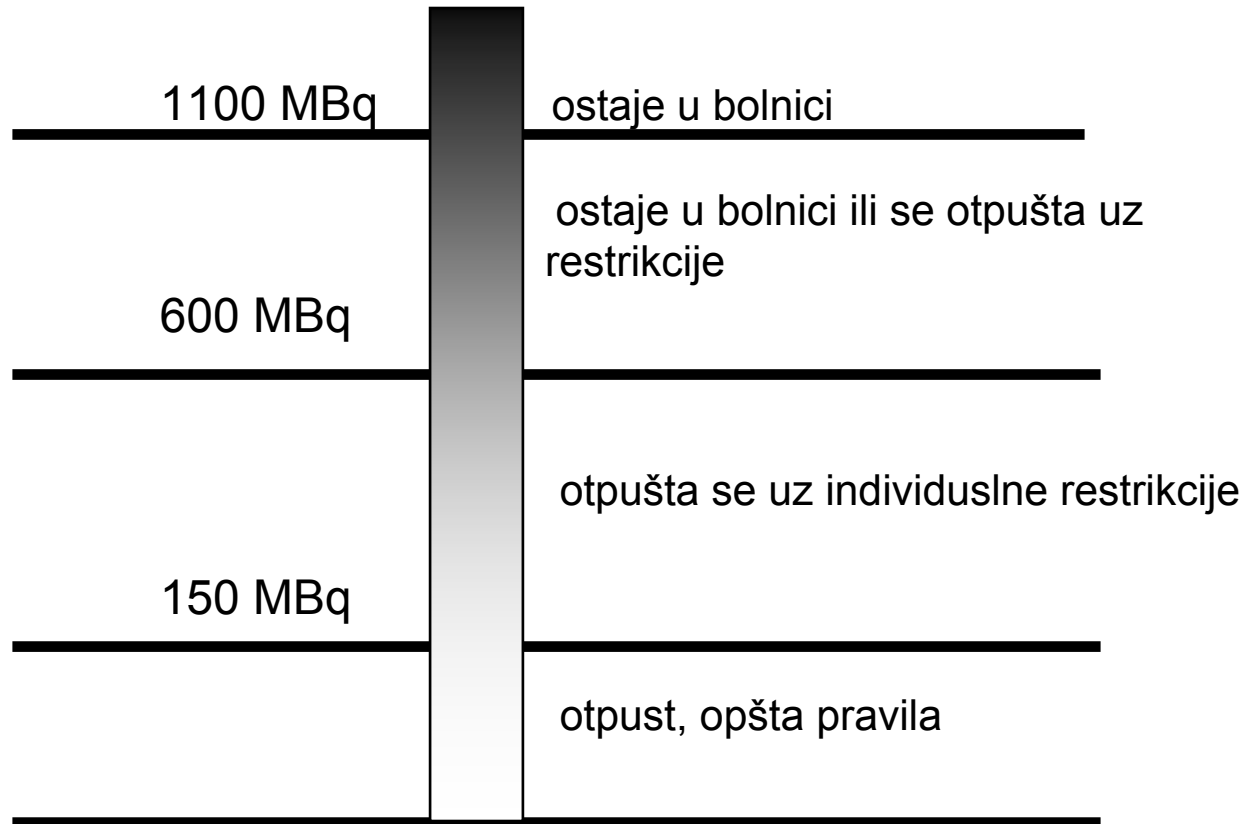 1100 MBq
ostaje u bolnici
ostaje u bolnici ili se otpušta uz
restrikcije
600 MBq
otpušta se uz individuslne restrikcije
150 MBq
otpust, opšta pravila